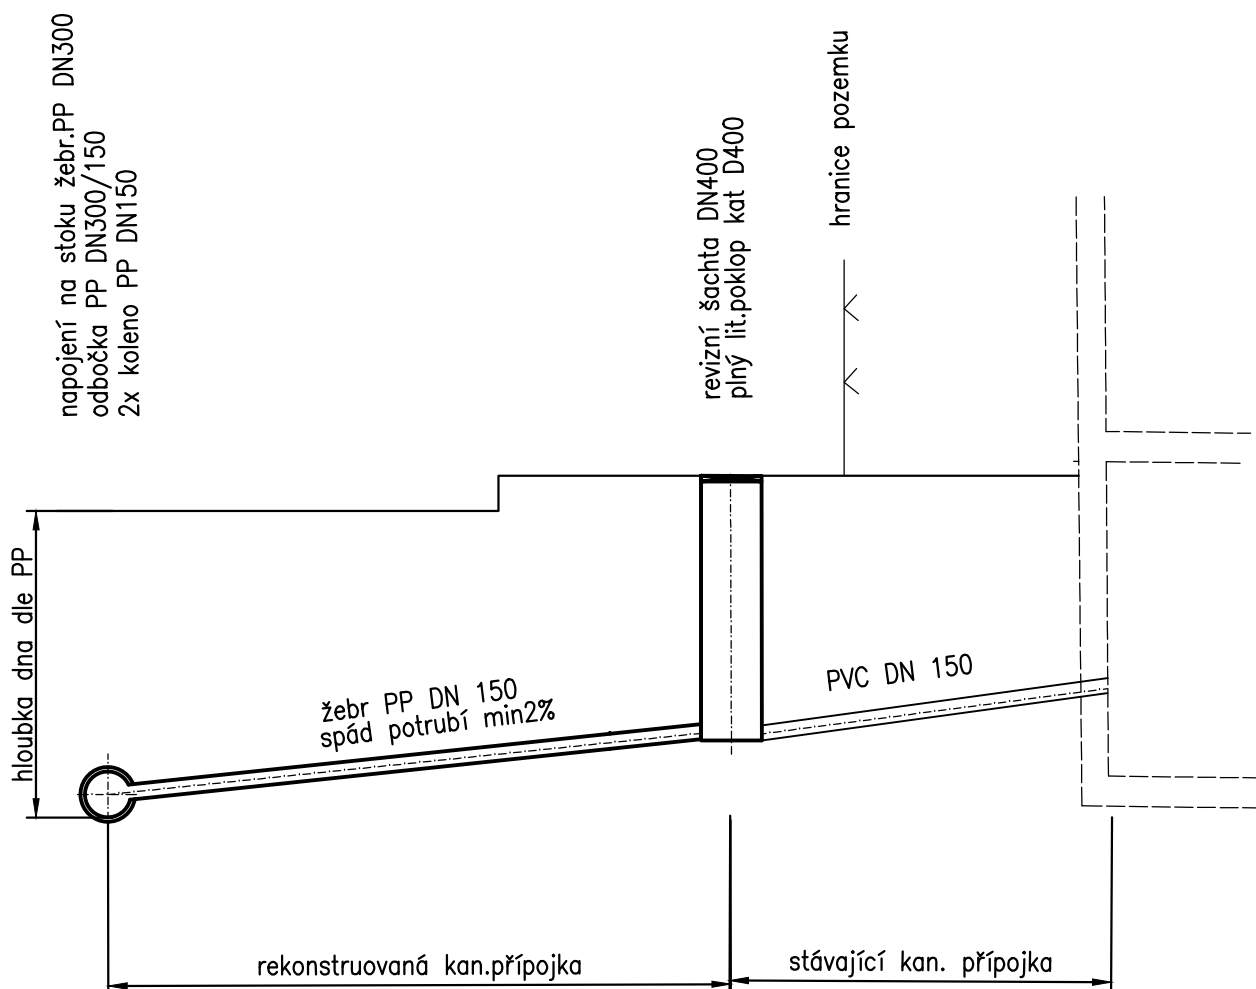 napojení na stoku žebr.PP DN300
odbočka PP DN300/150
2x koleno PP DN150
revizní šachta DN400
plný lit.poklop kat D400
hranice pozemku
hloubka dna dle PP
žebr PP DN 150
spád potrubí min2%
PVC DN 150
rekonstruovaná kan.přípojka
stávající kan. přípojka